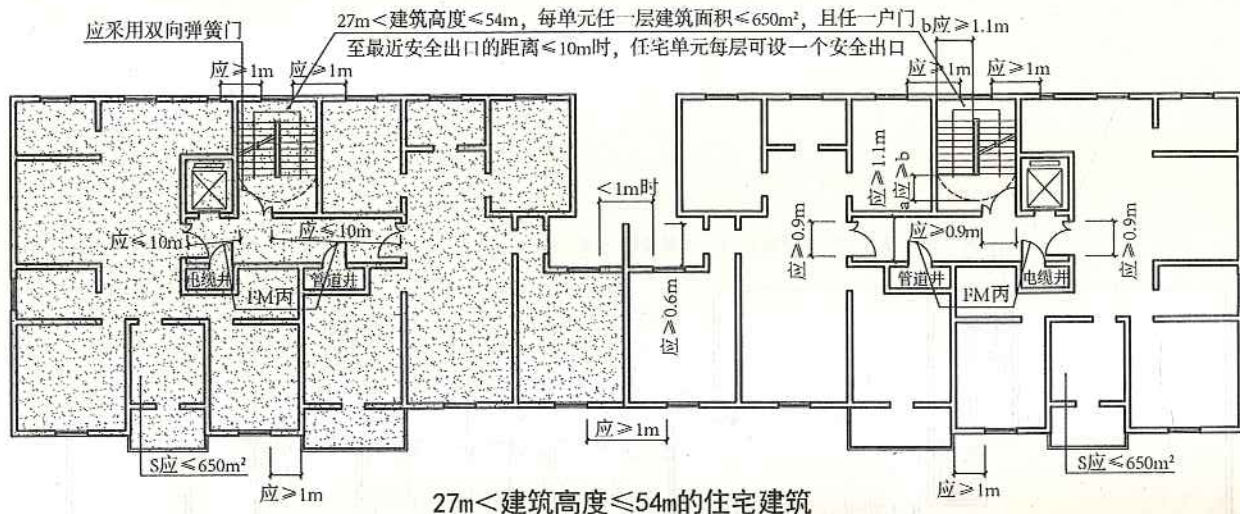 27m<建筑高度≤54m，每单元任一层建筑面积≤650m²，且任一户门
b应≥1.1m
应采用双向弹簧门
至最近安全出口的距离≤10m时，住宅单元每层可设一个安全出口
应≥1m
应≥1m
应≥1m
应≥1m
应≥1.1m
a应≥b
<1m时
应≤10m
应≤10m
应≥0.9m
应≥0.9m
应≥0.9m
电缆井
管道井
管道井
电缆井
FM丙
FM丙
应≥0.6m
应≥1m
S应≤650m²
S应≤650m²
应≥1m
应≥1m
27m<建筑高度≤54m的住宅建筑